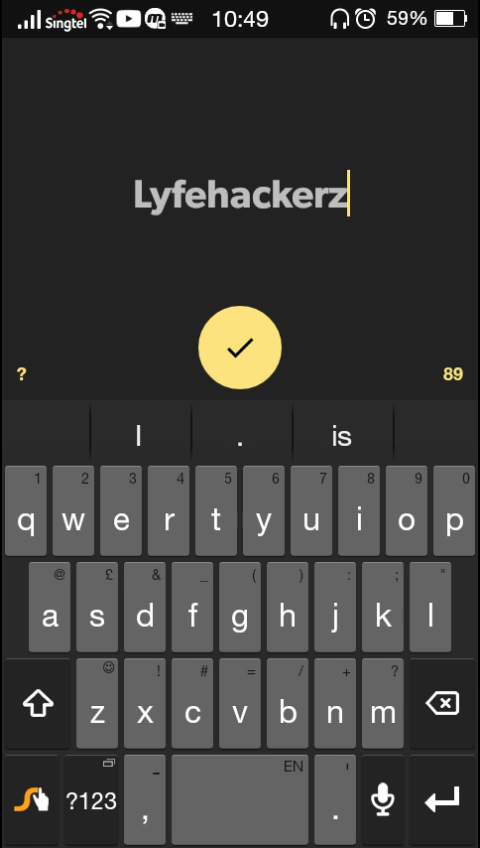 Singtel 10:49 59%
Lyfehackerz
? 89
I . is
1 2 3 4 5 6 7 8 9 0
q w e r t y u i o p
@ £ & _ ( ) : ; "
a s d f g h j k l
! # = / + ?
z x c v b n m
EN
?123 , .